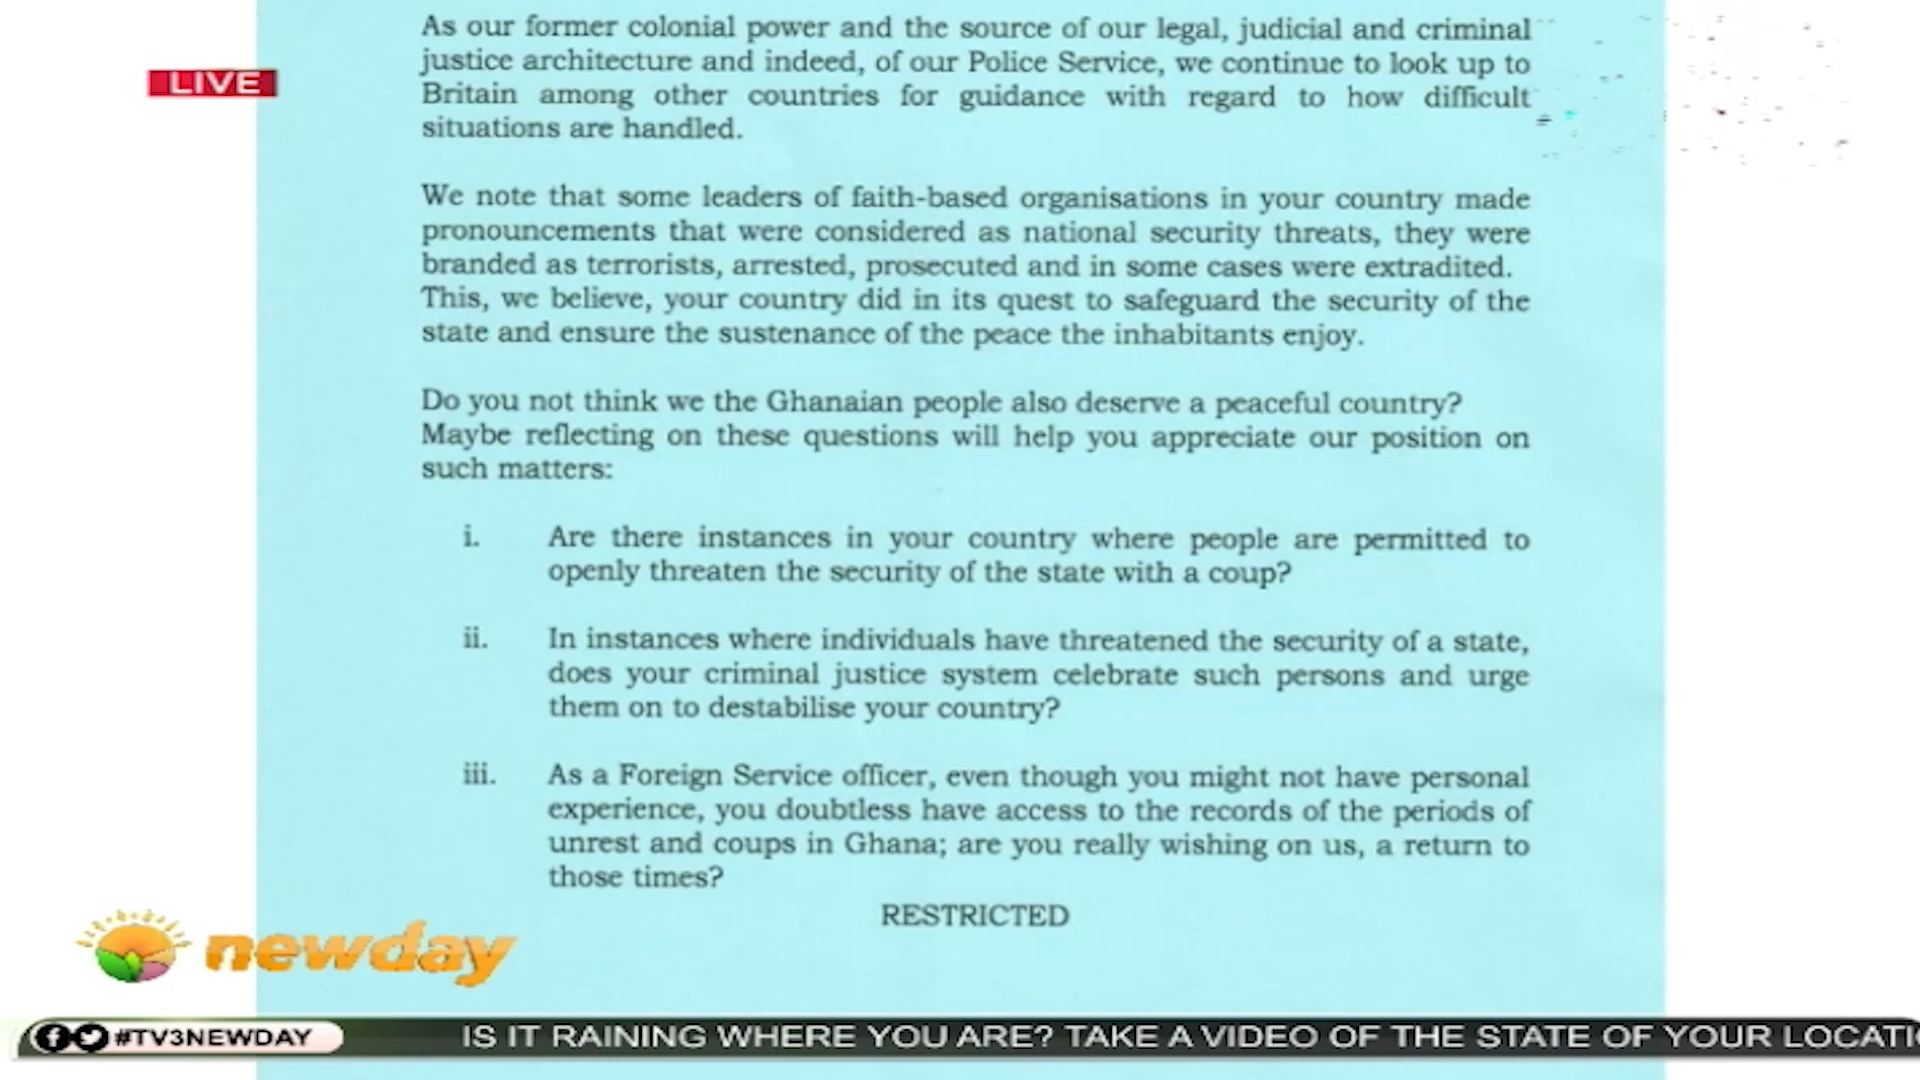 As our former colonial power and the source of our legal, judicial and criminal
justice architecture and indeed, of our Police Service, we continue to look up to
Britain among other countries for guidance with regard to how difficult
situations are handled.
LIVE
We note that some leaders of faith-based organisations in your country made
pronouncements that were considered as national security threats, they were
branded as terrorists, arrested, prosecuted and in some cases were extradited.
This, we believe, your country did in its quest to safeguard the security of the
state and ensure the sustenance of the peace the inhabitants enjoy.
Do you not think we the Ghanaian people also deserve a peaceful country?
Maybe reflecting on these questions will help you appreciate our position on
such matters:
i. Are there instances in your country where people are permitted to
openly threaten the security of the state with a coup?
ii. In instances where individuals have threatened the security of a state,
does your criminal justice system celebrate such persons and urge
them on to destabilise your country?
iii. As a Foreign Service officer, even though you might not have personal
experience, you doubtless have access to the records of the periods of
unrest and coups in Ghana; are you really wishing on us, a return to
those times?
RESTRICTED
newday
#TV3NEWDAY IS IT RAINING WHERE YOU ARE? TAKE A VIDEO OF THE STATE OF YOUR LOCATI